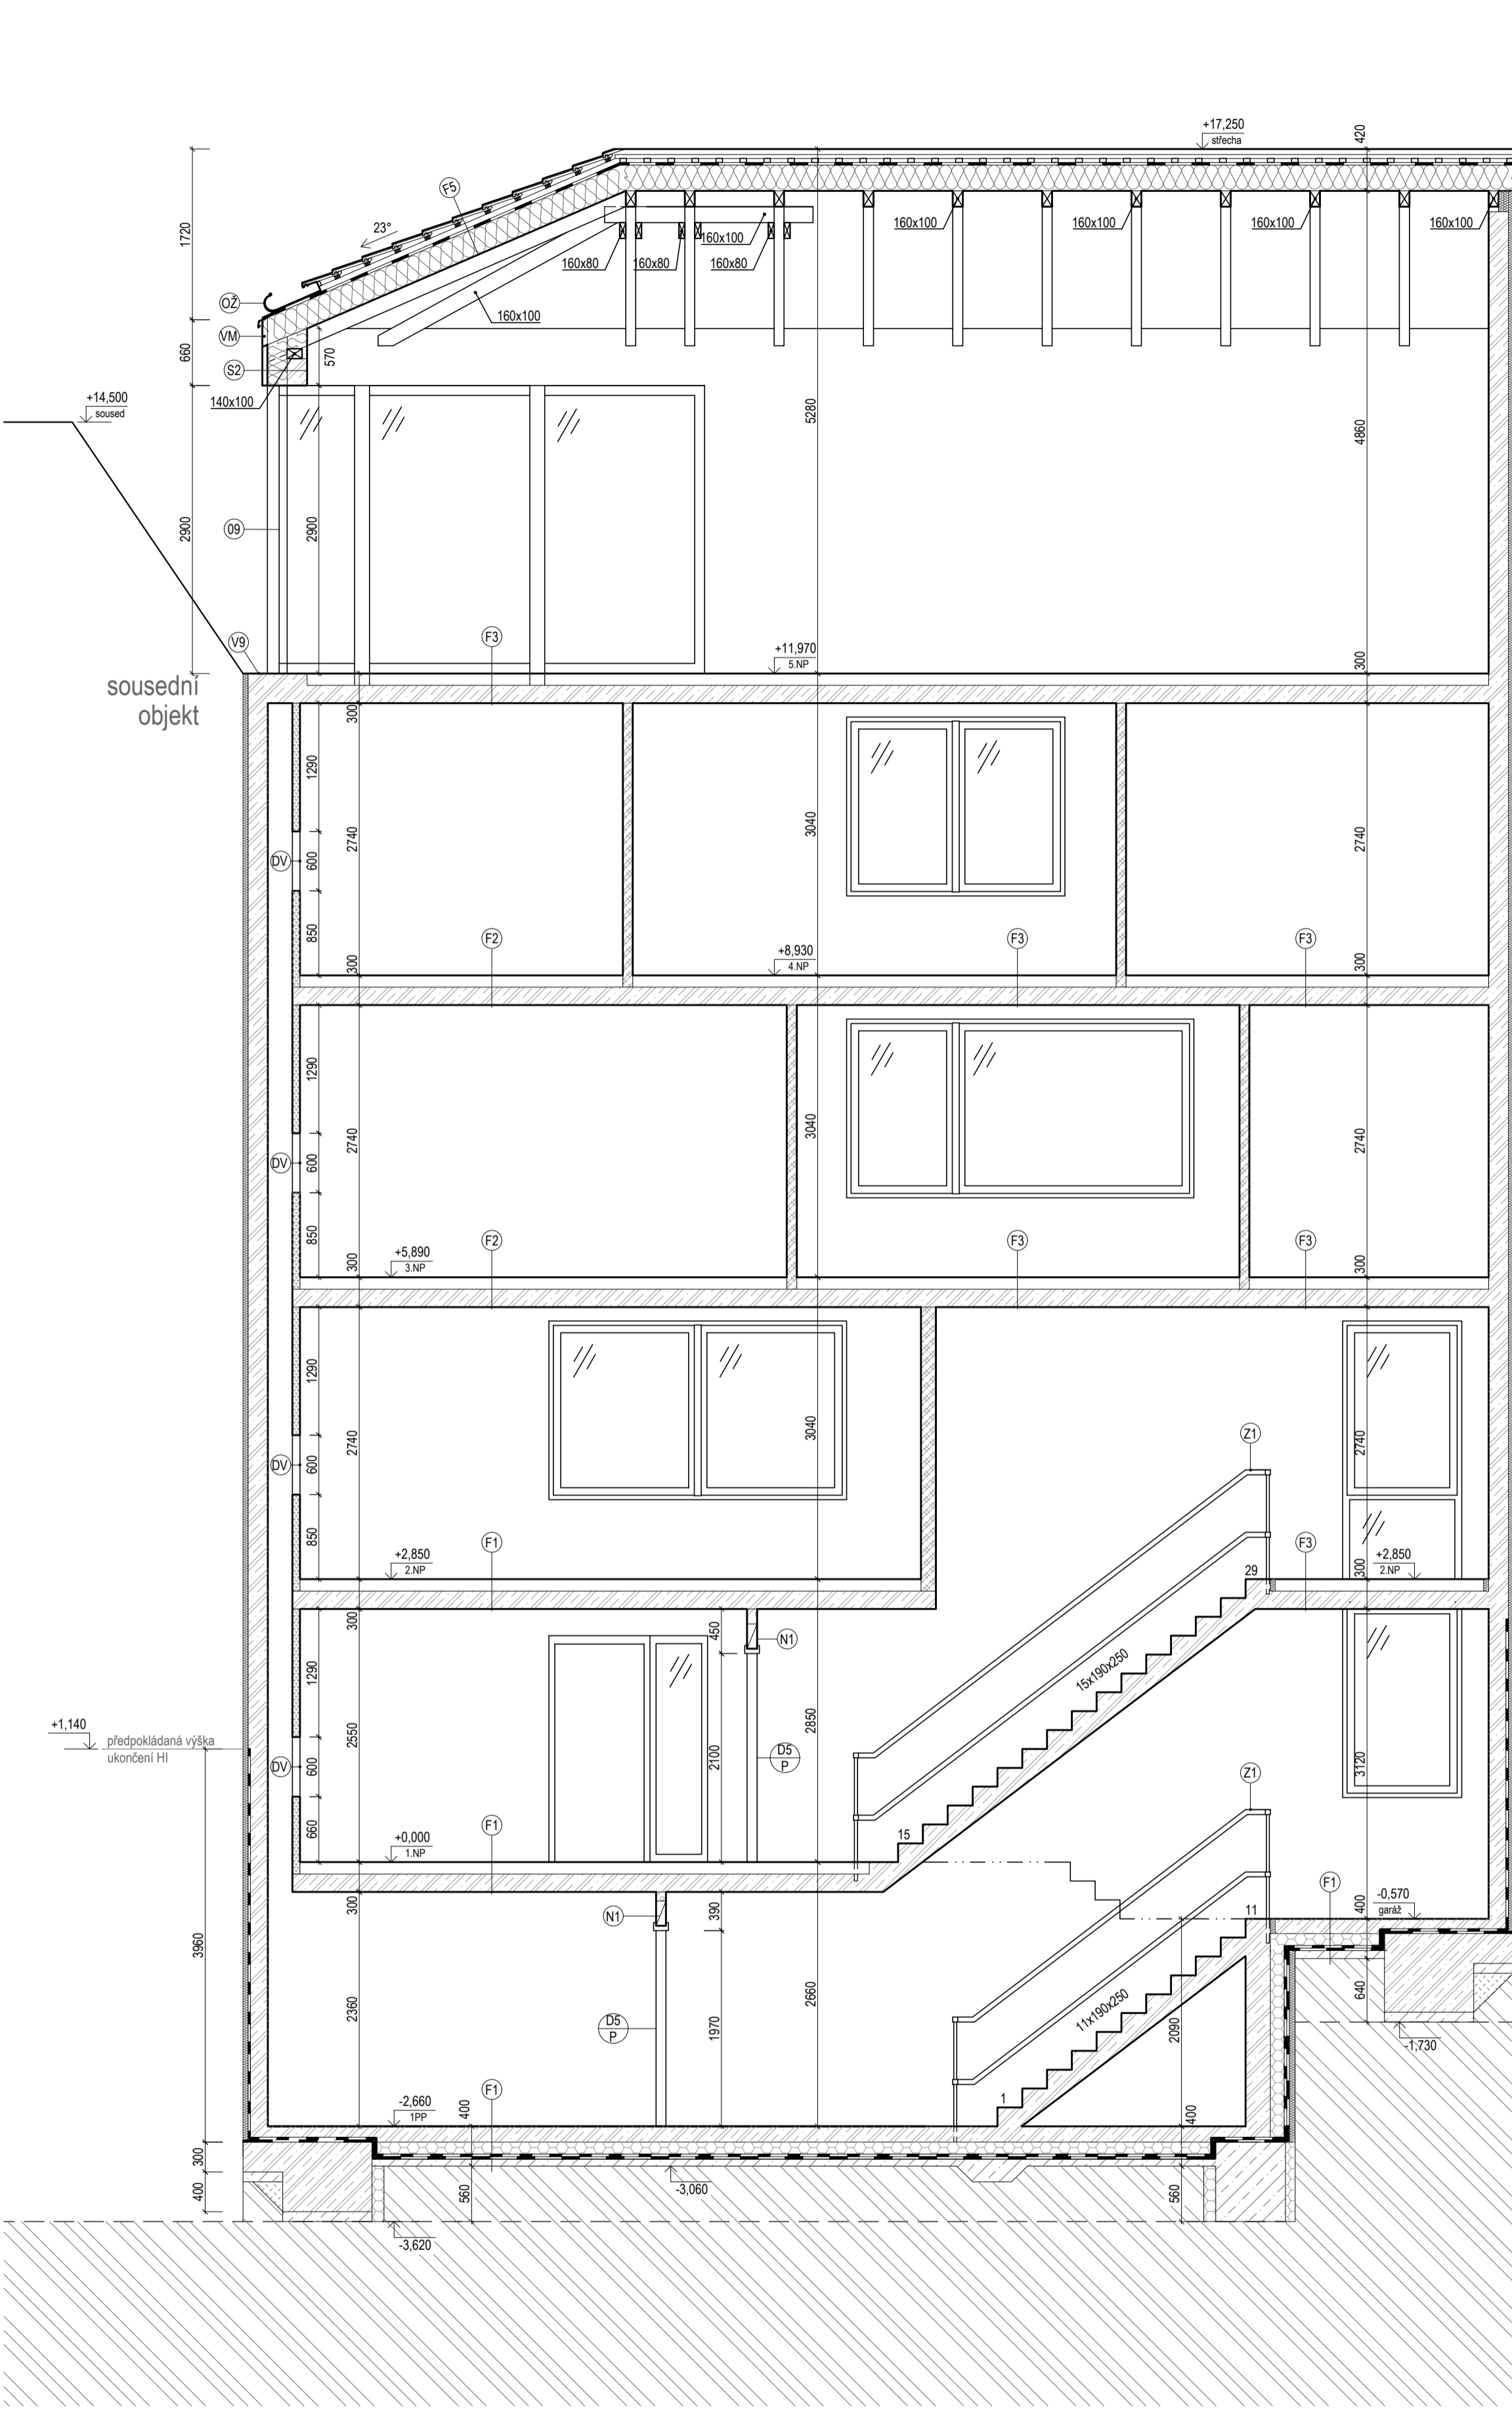 +17,250
střecha
420
F5
23°
1720
160x100
160x100
160x100
160x100
160x100
160x80
160x80
160x80
OŽ
160x100
VM
660
570
S2
140x100
+14,500
soused
5280
4860
2900
09
2900
V9
F3
+11,970
5.NP
300
sousední
objekt
300
1290
2740
3040
2740
DV
600
850
F2
F3
F3
+8,930
4.NP
300
300
1290
2740
3040
2740
DV
600
850
F2
F3
F3
+5,890
3.NP
300
300
1290
2740
3040
2740
DV
600
Z1
850
F1
F3
+2,850
2.NP
29
300
+2,850
2.NP
300
450
N1
1290
15x190x250
2550
2850
+1,140
předpokládaná výška
ukončení HI
2100
D5
P
DV
600
3120
Z1
660
F1
+0,000
1.NP
15
F1
300
N1
390
11
400
-0,570
garáž
3960
2360
2660
640
11x190x250
D5
P
1970
2090
-1,730
F1
-2,660
1PP
400
1
400
300
400
560
-3,060
560
-3,620